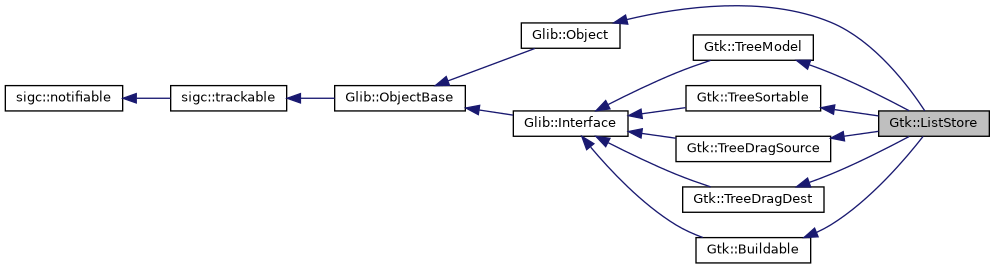 sigc::notifiable
sigc::trackable
Glib::ObjectBase
Glib::Object
Glib::Interface
Gtk::TreeModel
Gtk::TreeSortable
Gtk::TreeDragSource
Gtk::TreeDragDest
Gtk::Buildable
Gtk::ListStore